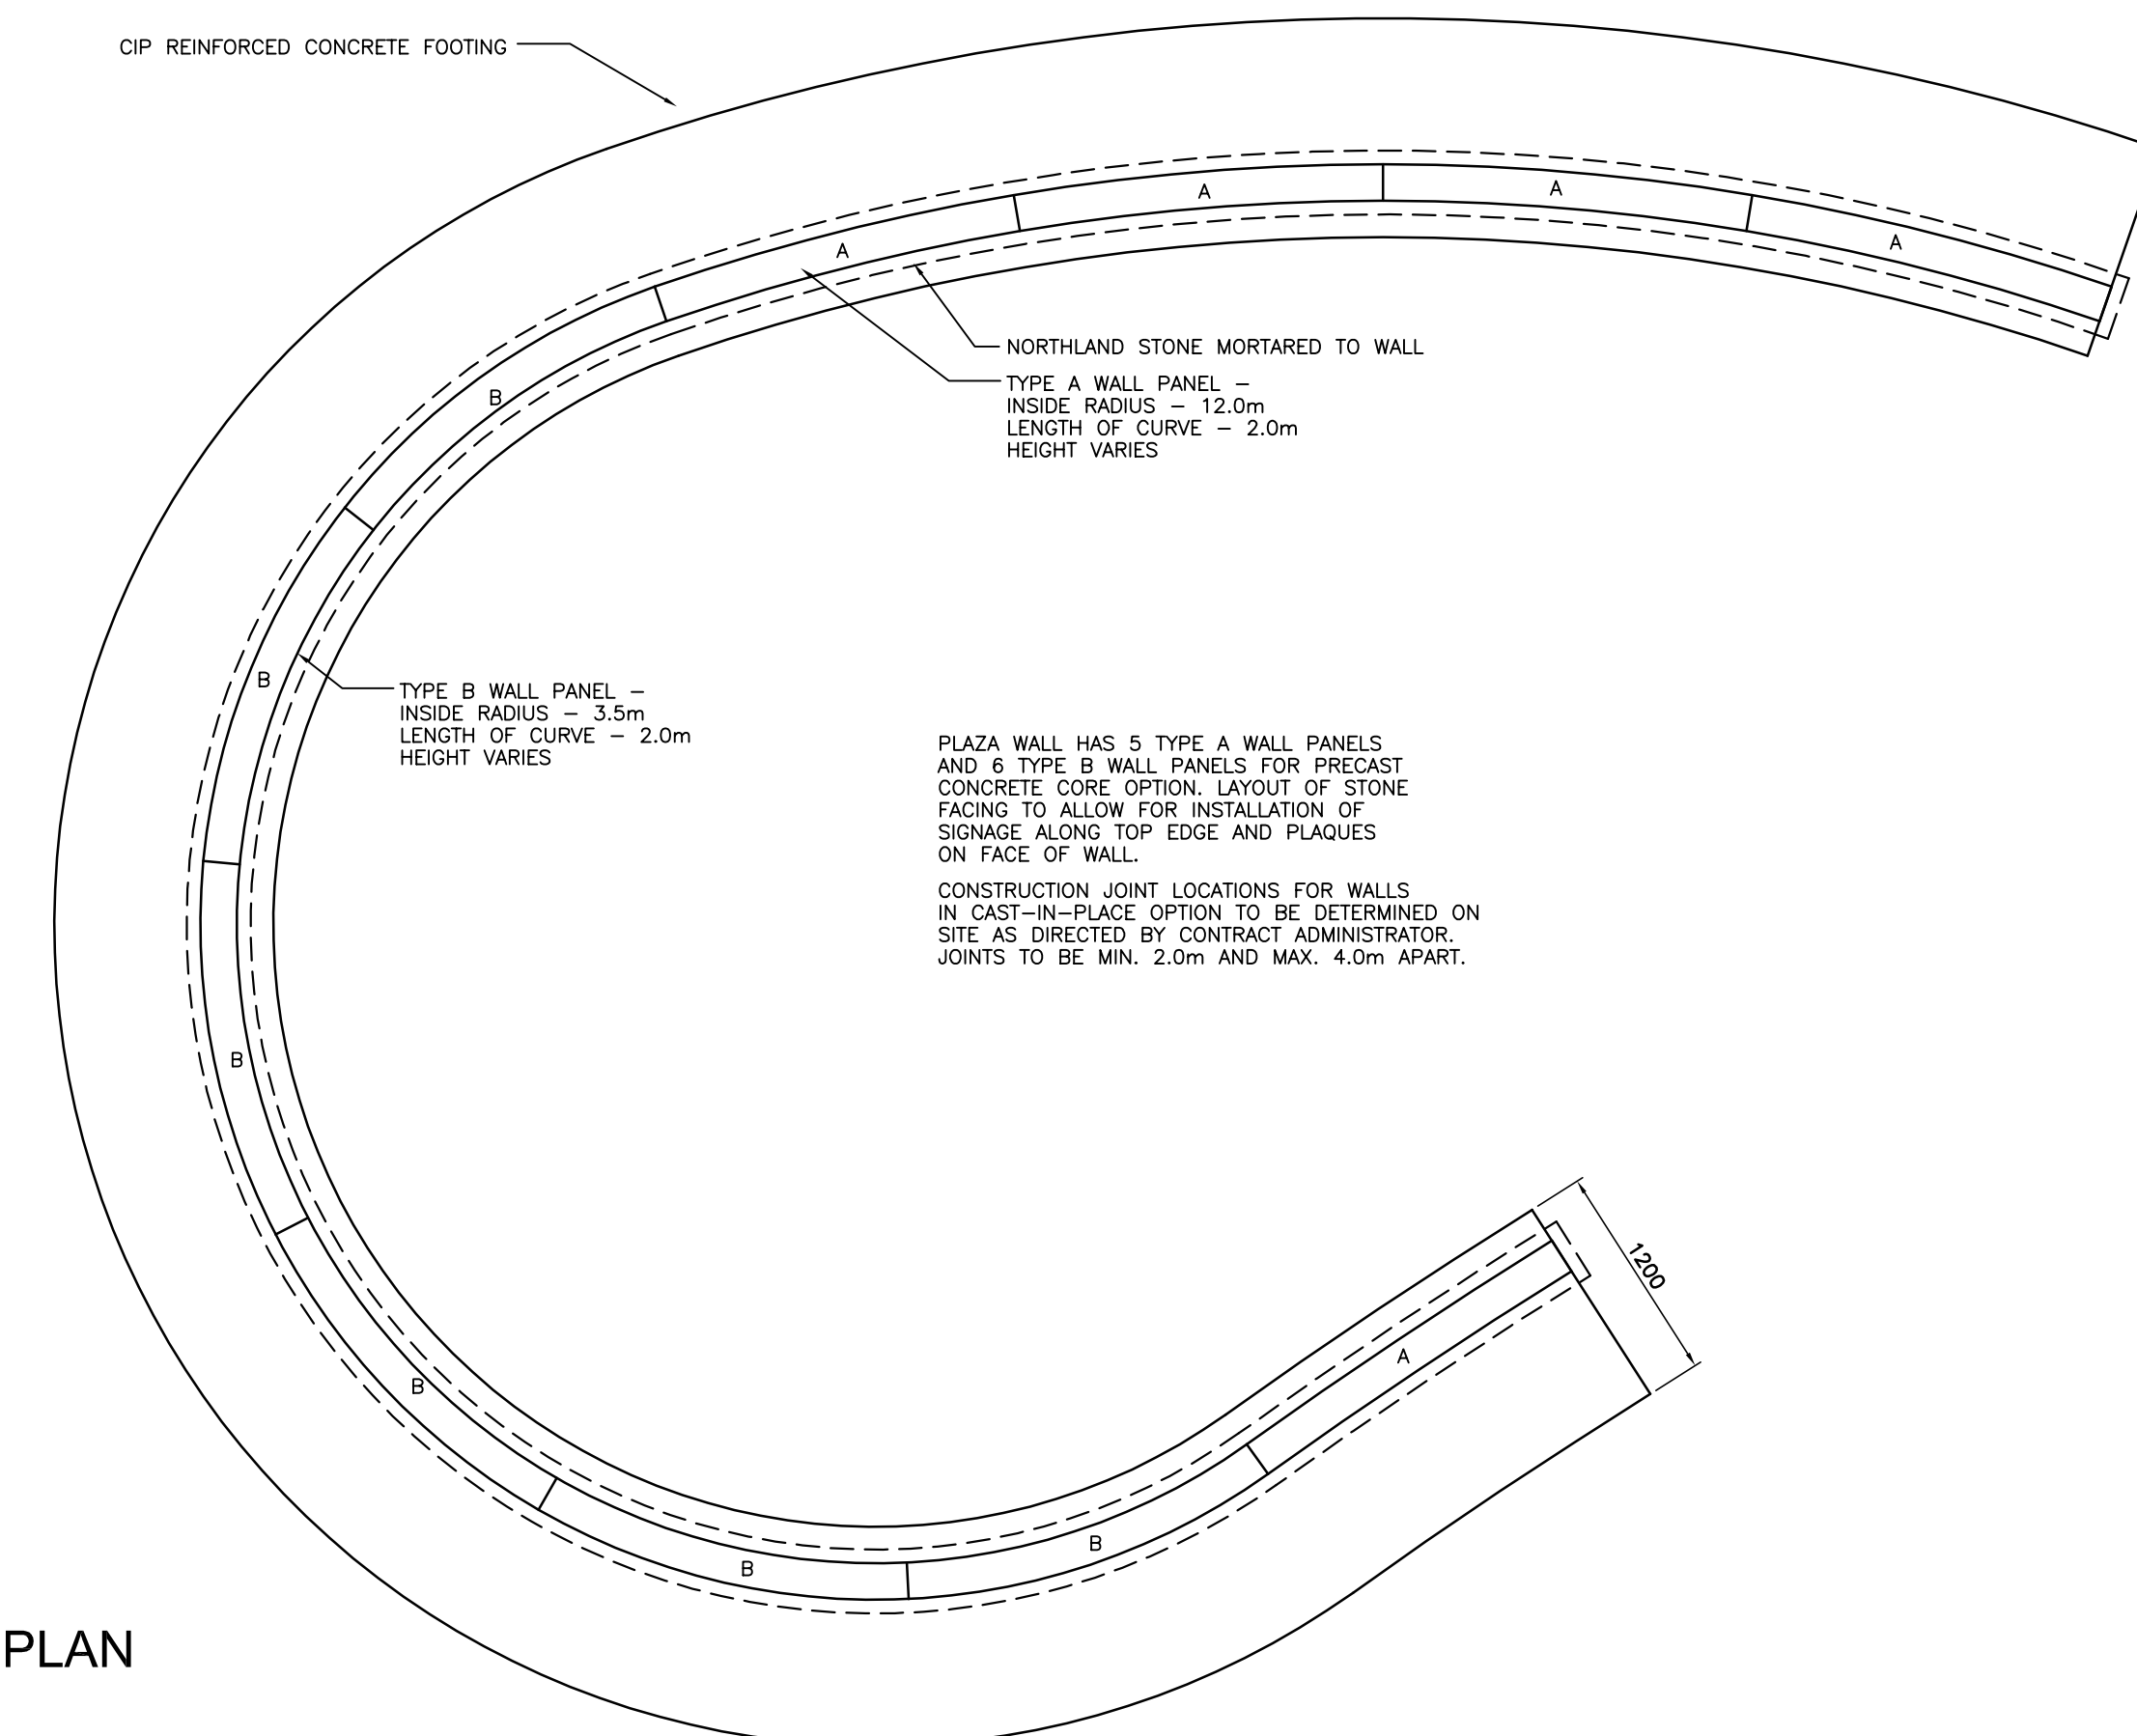 CIP REINFORCED CONCRETE FOOTING
A
A
A
A
B
NORTHLAND STONE MORTARED TO WALL
TYPE A WALL PANEL –
INSIDE RADIUS – 12.0m
LENGTH OF CURVE – 2.0m
HEIGHT VARIES
B
TYPE B WALL PANEL –
INSIDE RADIUS – 3.5m
LENGTH OF CURVE – 2.0m
HEIGHT VARIES
PLAZA WALL HAS 5 TYPE A WALL PANELS
AND 6 TYPE B WALL PANELS FOR PRECAST
CONCRETE CORE OPTION. LAYOUT OF STONE
FACING TO ALLOW FOR INSTALLATION OF
SIGNAGE ALONG TOP EDGE AND PLAQUES
ON FACE OF WALL.
CONSTRUCTION JOINT LOCATIONS FOR WALLS
IN CAST–IN–PLACE OPTION TO BE DETERMINED ON
SITE AS DIRECTED BY CONTRACT ADMINISTRATOR.
JOINTS TO BE MIN. 2.0m AND MAX. 4.0m APART.
B
1200
A
B
B
B
PLAN